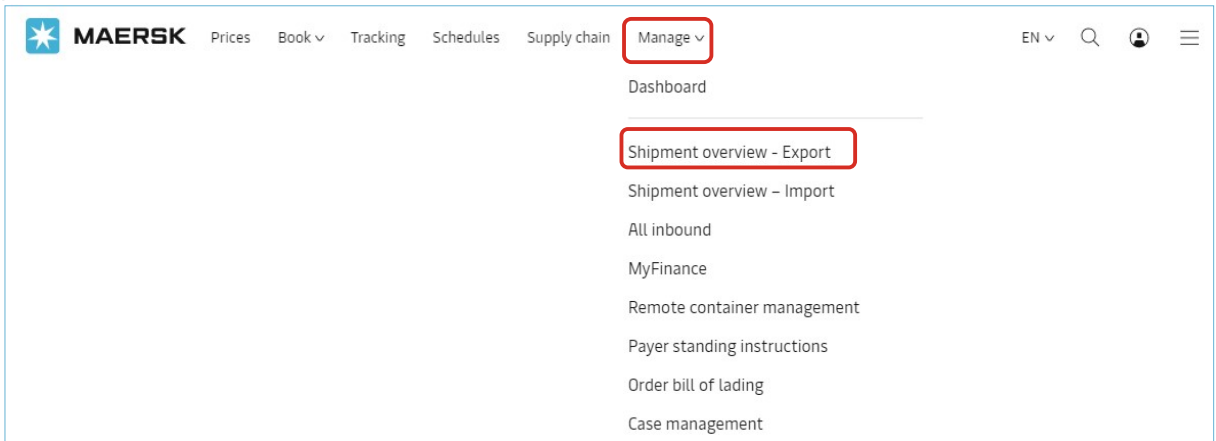 MAERSK Prices Book Tracking Schedules Supply chain Manage EN
Dashboard
Shipment overview - Export
Shipment overview – Import
All inbound
MyFinance
Remote container management
Payer standing instructions
Order bill of lading
Case management